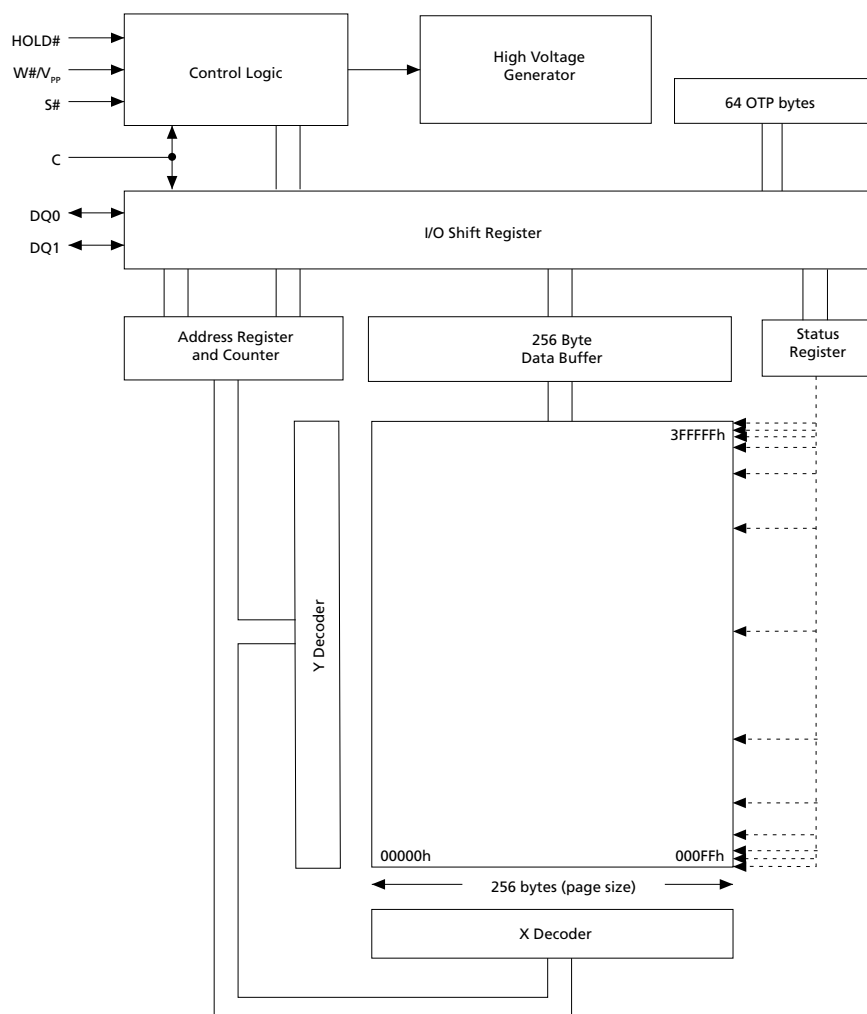 HOLD#
W#/VPP
S#
Control Logic
High Voltage
Generator
64 OTP bytes
C
DQ0
DQ1
I/O Shift Register
Address Register
and Counter
256 Byte
Data Buffer
Status
Register
3FFFFFh
Y Decoder
00000h
000FFh
256 bytes (page size)
X Decoder